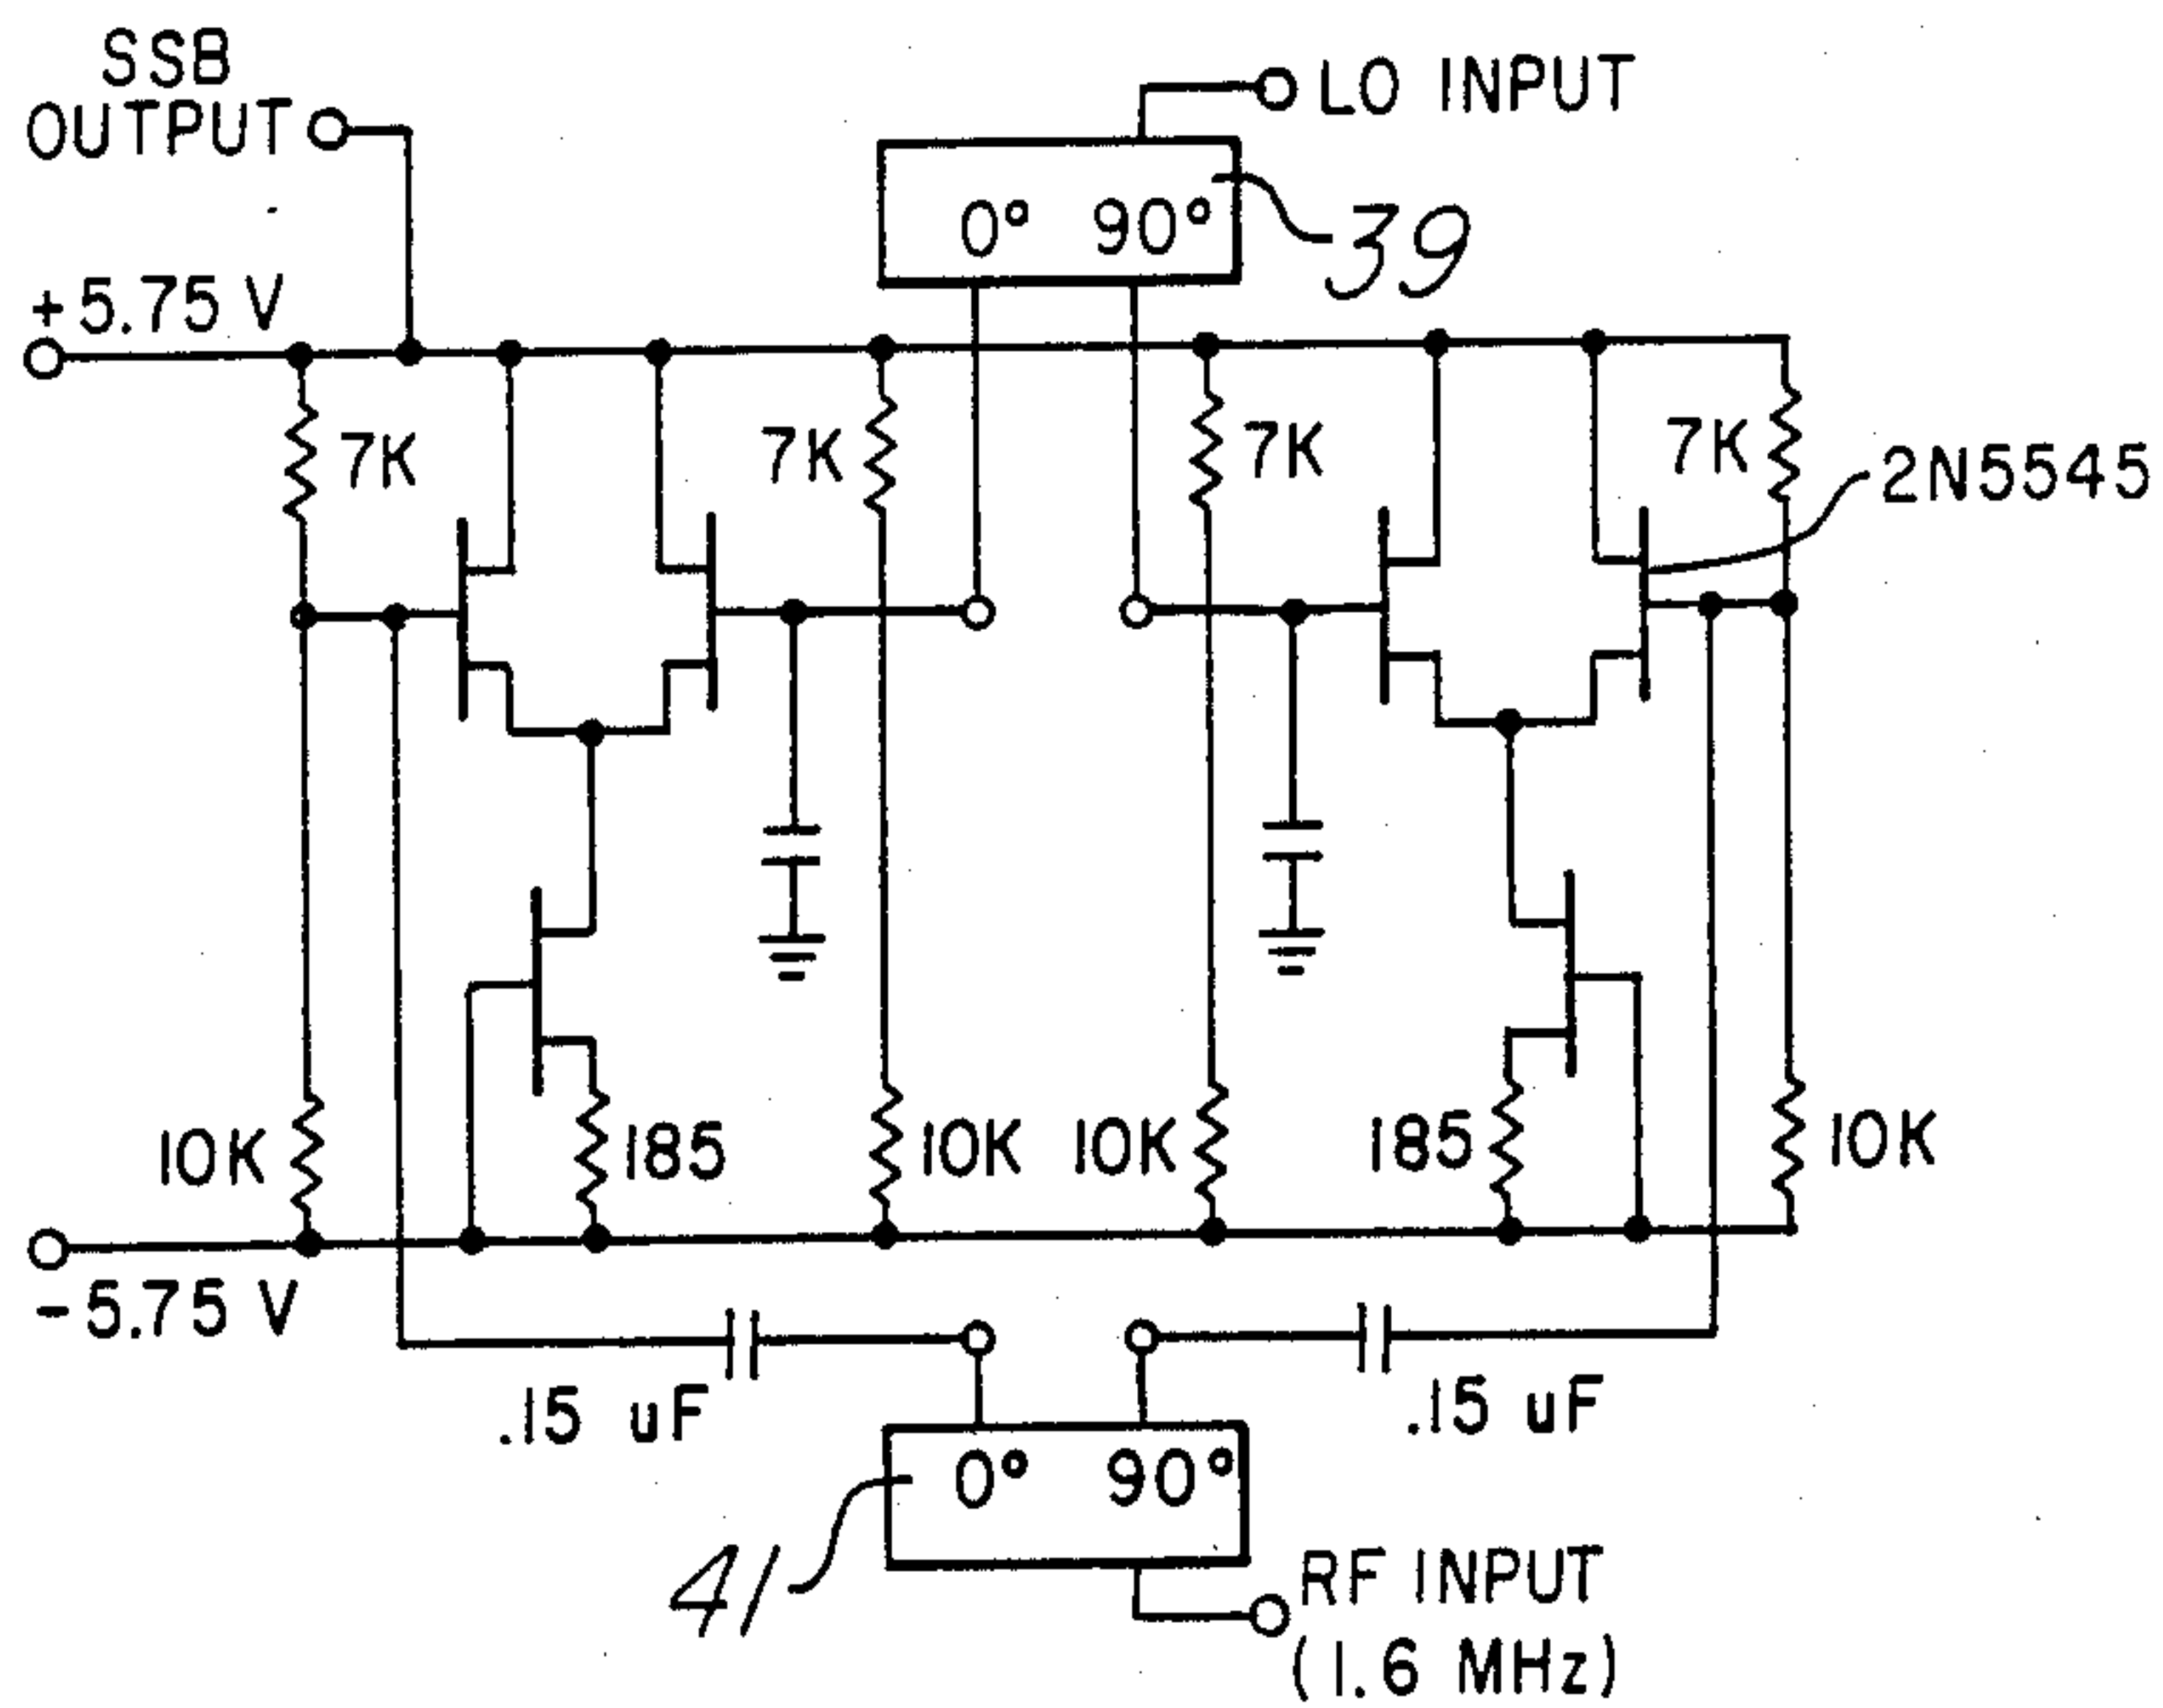 SSB
OUTPUT
LO INPUT
0° 90°
39
+5.75 V
7K
7K
7K
7K
2N5545
10K
185
10K
10K
185
10K
-5.75 V
.15 uF
.15 uF
0° 90°
41
RF INPUT
(1.6 MHz)